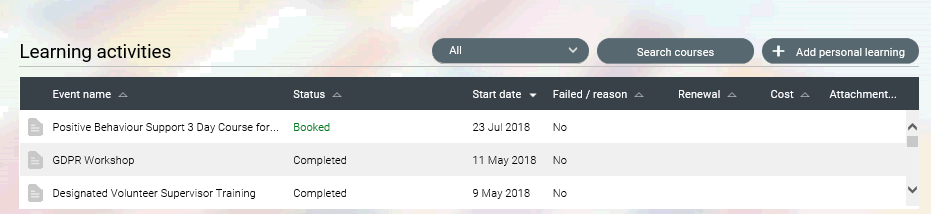 Learning activities
All
Search courses
+ Add personal learning
Event name Status Start date Failed / reason Renewal Cost Attachment...
Positive Behaviour Support 3 Day Course for... Booked 23 Jul 2018 No
GDPR Workshop Completed 11 May 2018 No
Designated Volunteer Supervisor Training Completed 9 May 2018 No